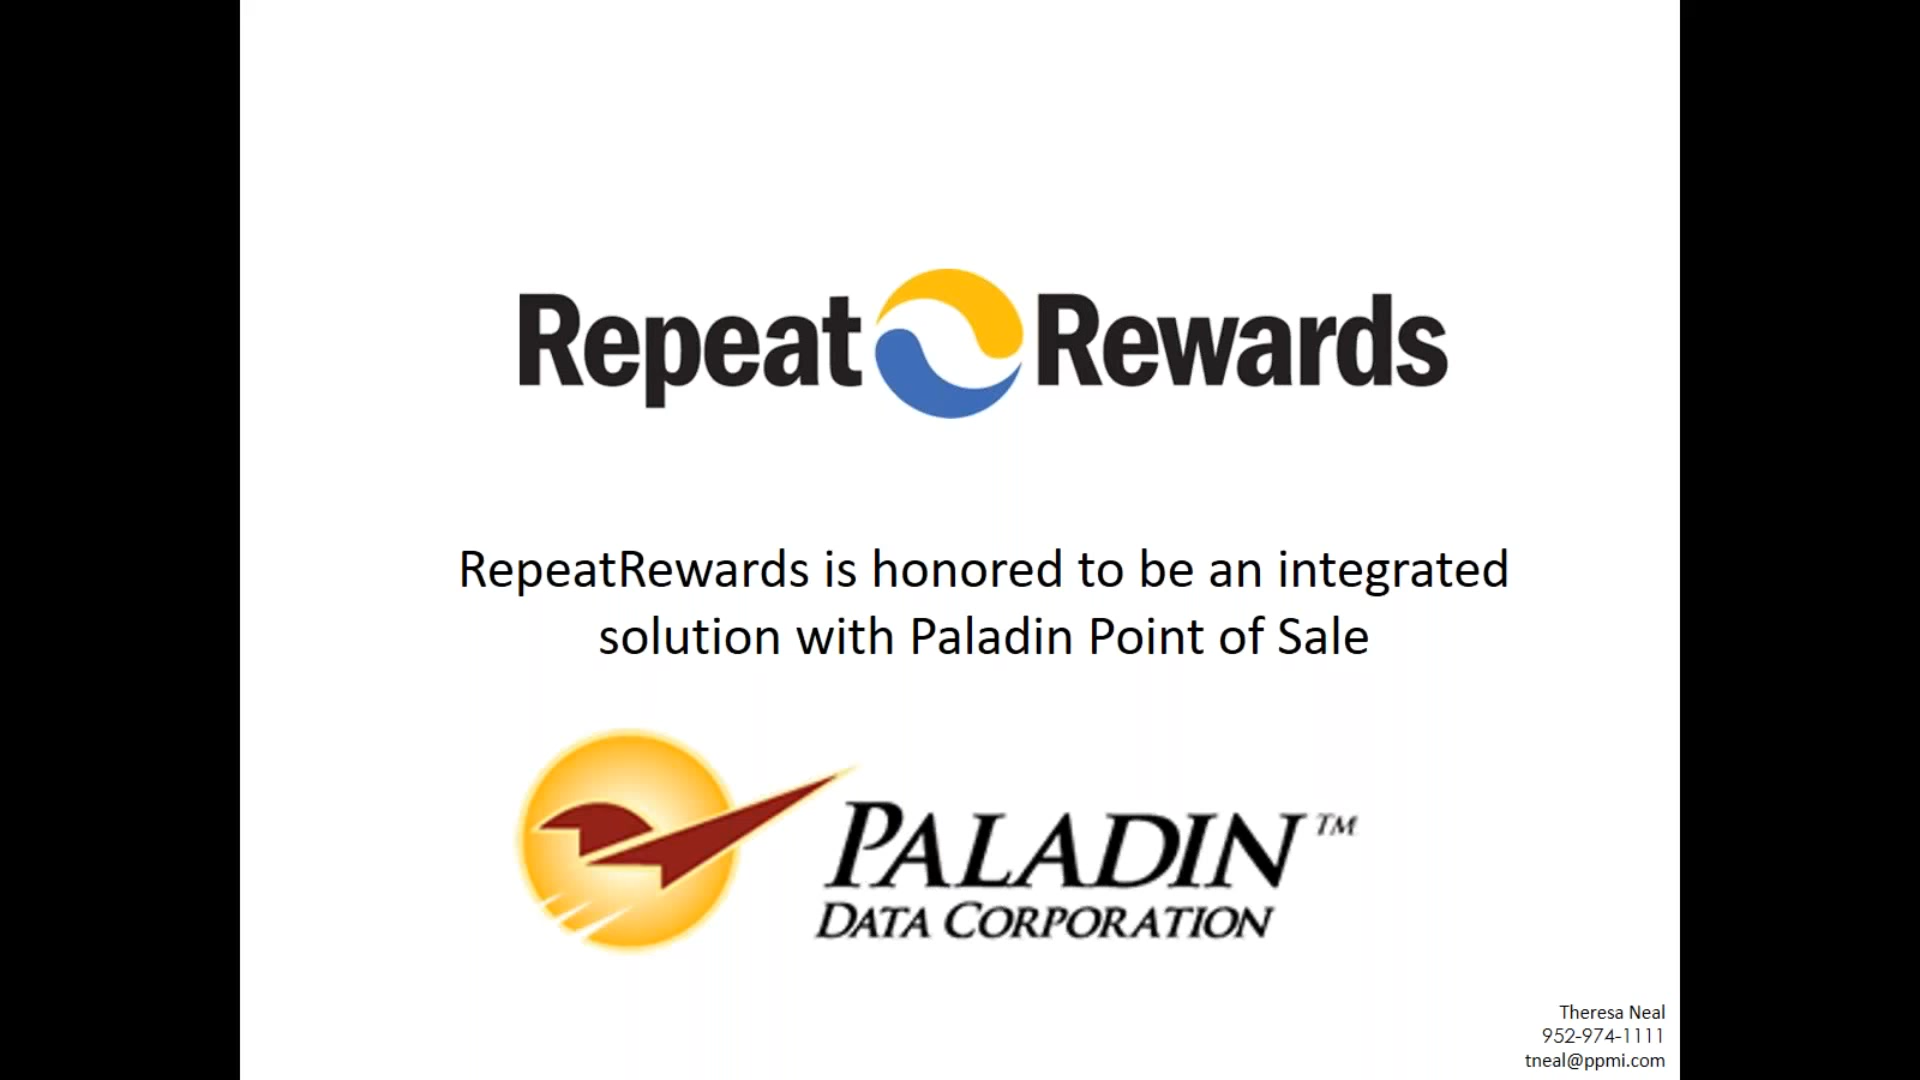 Repeat Rewards
RepeatRewards is honored to be an integrated
solution with Paladin Point of Sale
PALADIN™
DATA CORPORATION
Theresa Neal
952-974-1111
tneal@ppmi.com